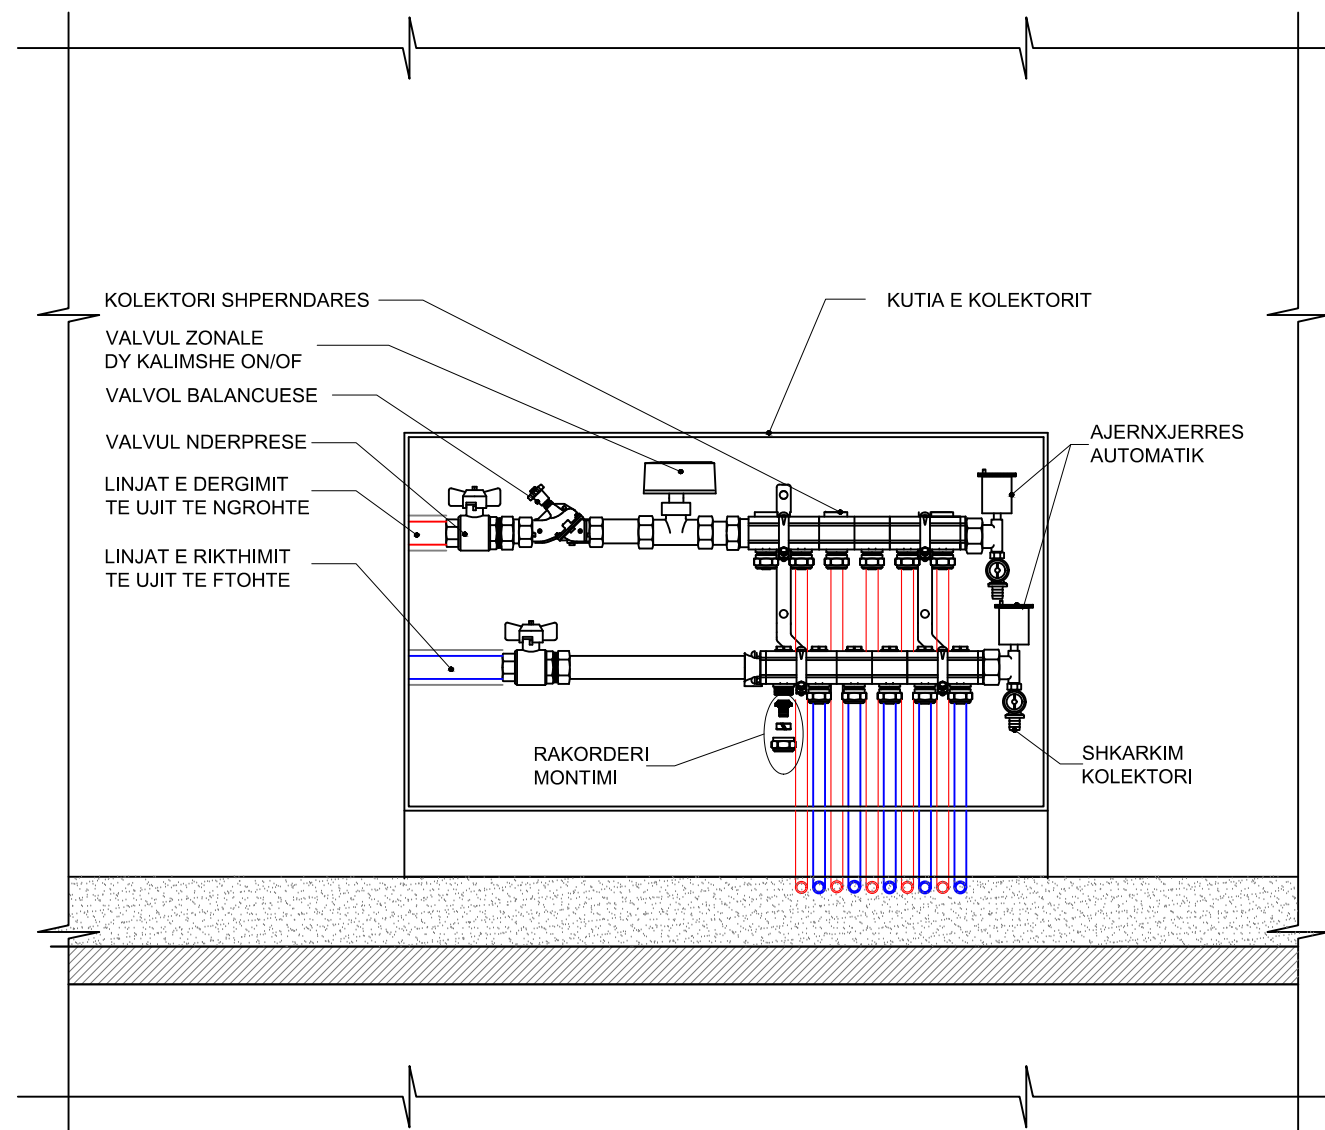 KOLEKTORI SHPERNDARES
VALVUL ZONALE
DY KALIMSHE ON/OF
VALVOL BALANCUESE
VALVUL NDERPRESE
LINJAT E DERGIMIT
TE UJIT TE NGROHTE
LINJAT E RIKTHIMIT
TE UJIT TE FTOHTE
KUTIA E KOLEKTORIT
AJERNXJERRES
AUTOMATIK
RAKORDERI
MONTIMI
SHKARKIM
KOLEKTORI